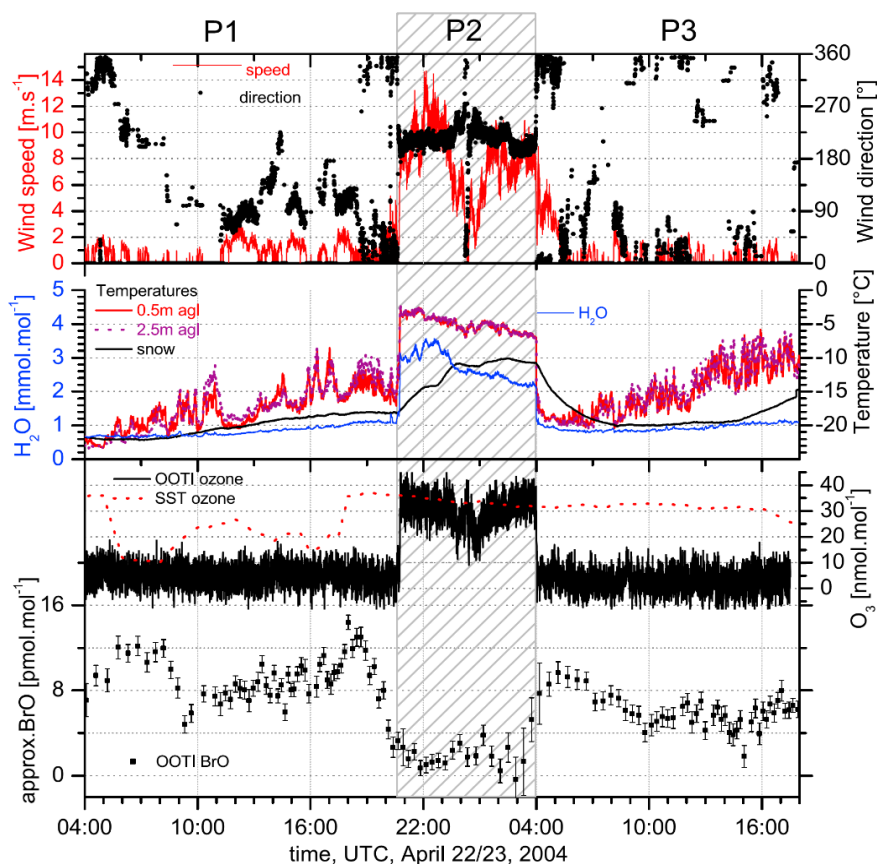 P1 P2 P3
speed
direction
Wind speed [m.s⁻¹]
14
12
10
8
6
4
2
0
360
270
180
90
0
Wind direction [°]
Temperatures
0.5m agl
2.5m agl
snow
H₂O
H₂O [mmol.mol⁻¹]
5
4
3
2
1
0
0
-5
-10
-15
-20
Temperature [°C]
OOTI ozone
SST ozone
40
30
20
10
0
O₃ [nmol.mol⁻¹]
approx.BrO [pmol.mol⁻¹]
16
8
0
OOTI BrO
04:00 10:00 16:00 22:00 04:00 10:00 16:00
time, UTC, April 22/23, 2004